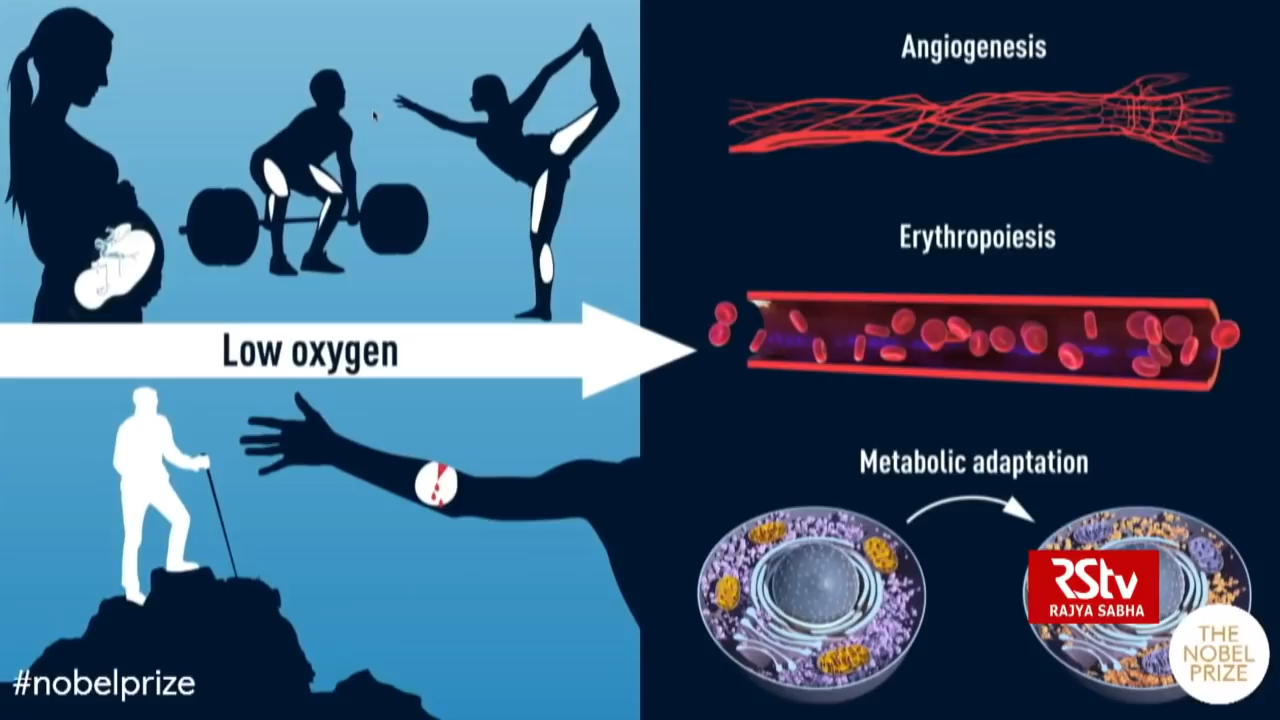 Angiogenesis
Erythropoiesis
Low oxygen
Metabolic adaptation
RStv
RAJYA SABHA
THE
NOBEL
PRIZE
#nobelprize